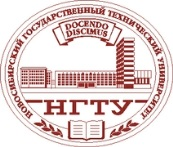 НОВОСИБИРСКИЙ ГОСУДАРСТВЕННЫЙ ТЕХНИЧЕСКИЙ УНИВЕРСИТЕТ
DOCENDO
DISCIMUS
НГТУ